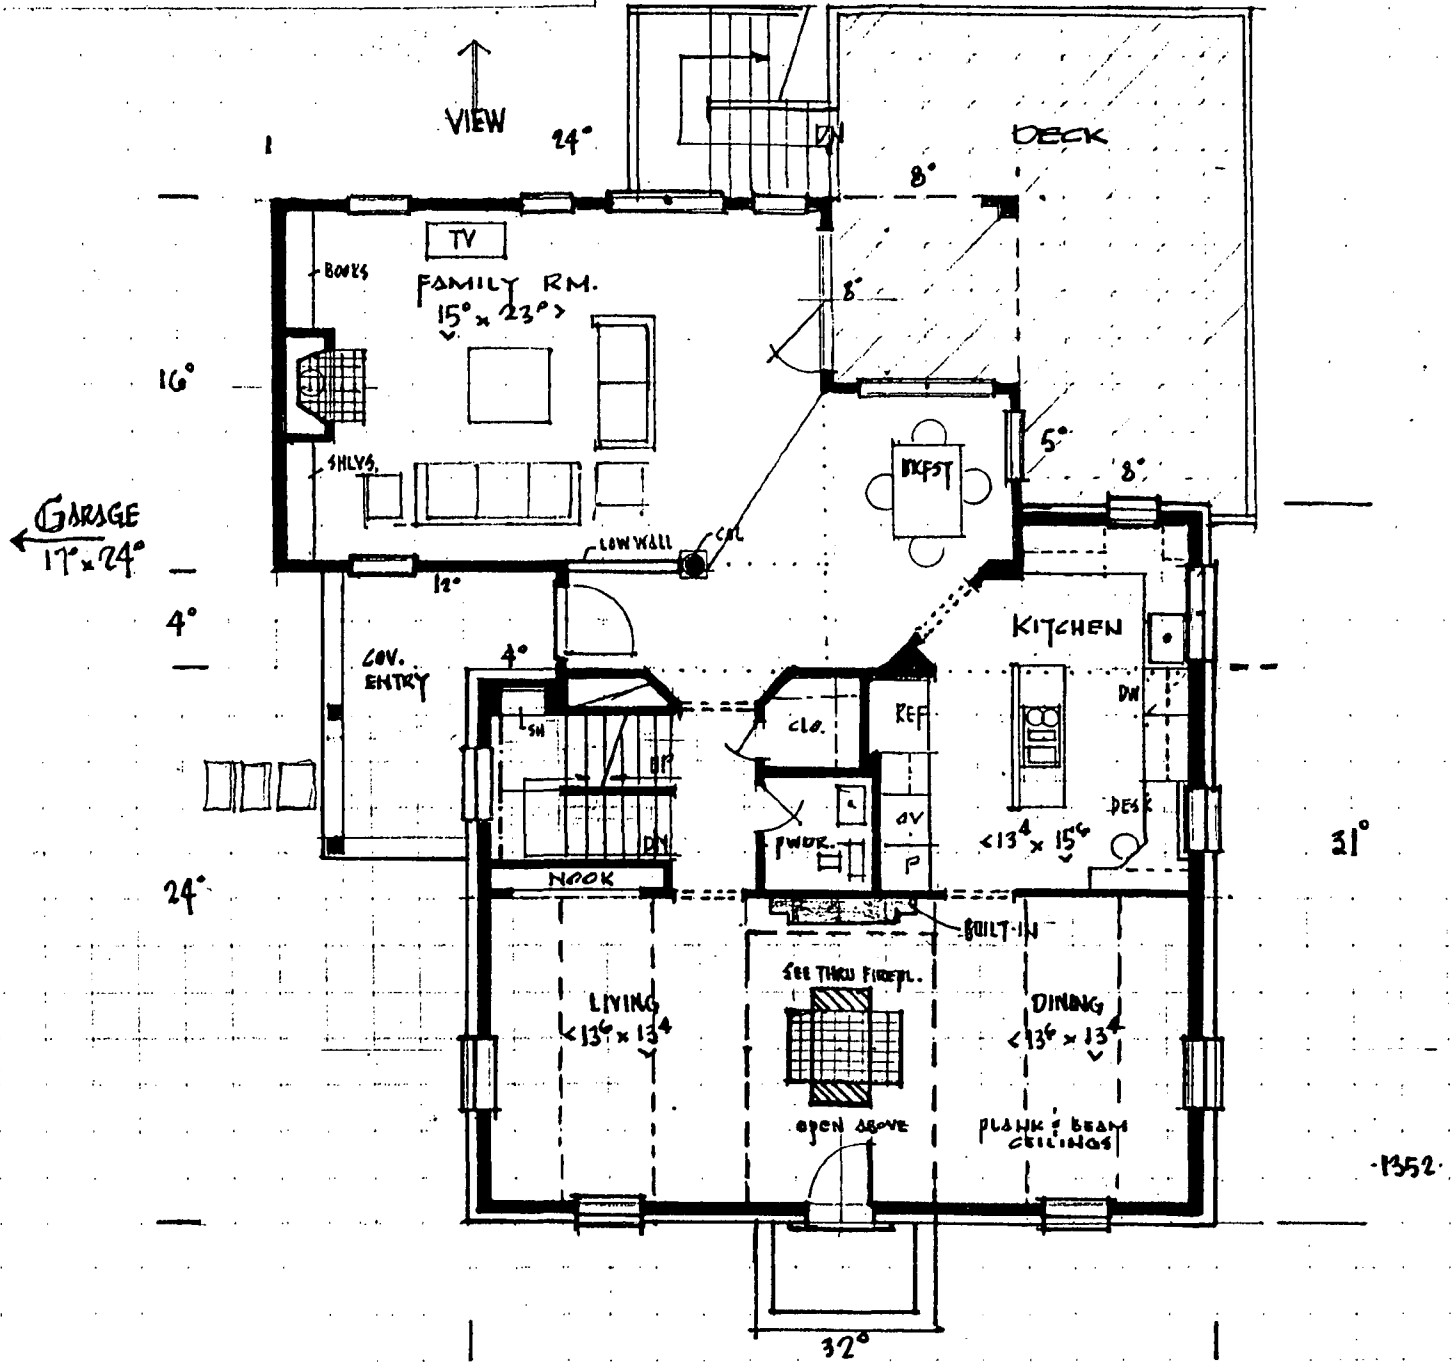 VIEW
24°
DECK
DN
8°
TV
BOOKS
FAMILY RM.
15° x 23°
8°
16°
5°
SHLVS.
BKFST
8°
GARAGE
17° x 24°
LOW WALL
COL
12°
4°
KITCHEN
COV.
ENTRY
4°
DW
REF
CLO.
SH
UP
DESK
OV
<13⁴ x 15⁶
31°
DN
PWDR.
P
NOOK
24°
BUILT-IN
SEE THRU FIREPL.
LIVING
<13⁶ x 13⁴
DINING
<13⁶ x 13⁴
OPEN ABOVE
PLANK & BEAM
CEILINGS
·1352·
32°